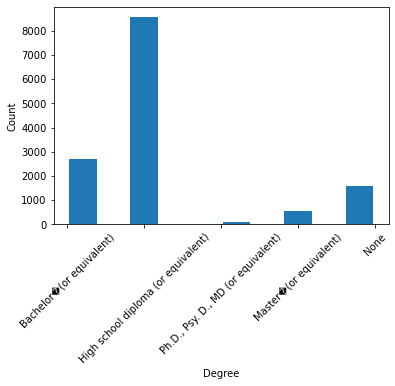 8000
7000
6000
5000
4000
3000
2000
1000
0
Count
Bachelor� (or equivalent)
High school diploma (or equivalent)
Ph.D., Psy. D., MD (or equivalent)
Master� (or equivalent)
None
Degree